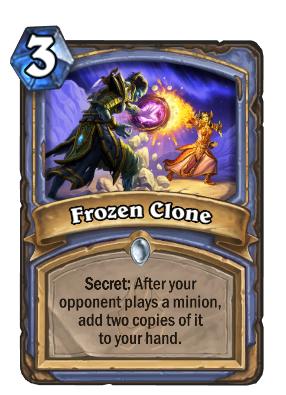 3
Frozen Clone
Secret: After your
opponent plays a minion,
add two copies of it
to your hand.